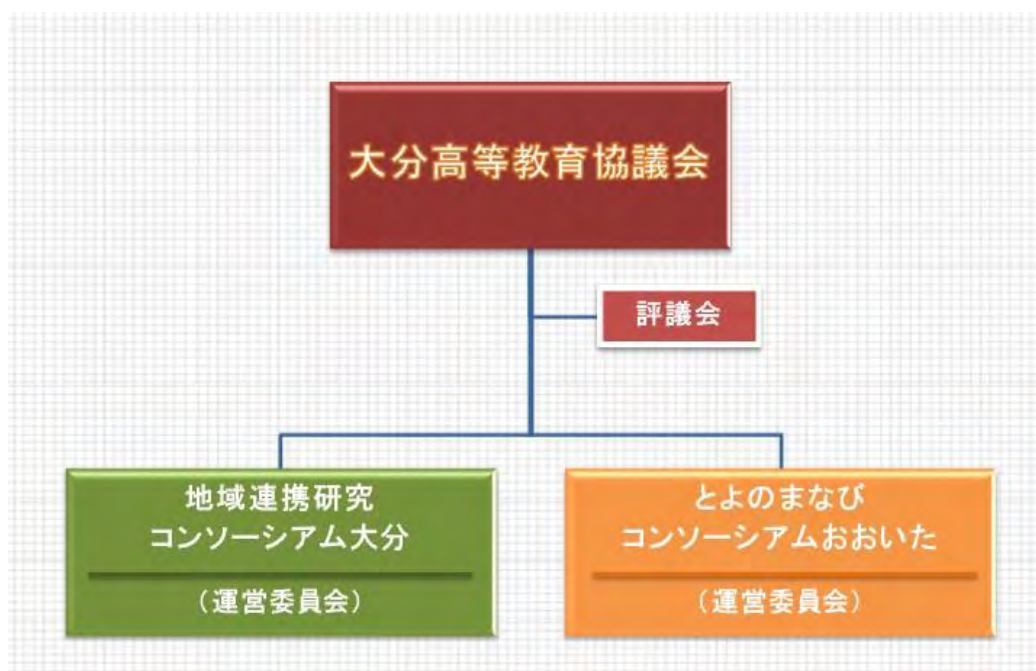 大分高等教育協議会
評議会
地域連携研究
コンソーシアム大分
(運営委員会)
とよのまなび
コンソーシアムおおいた
(運営委員会)